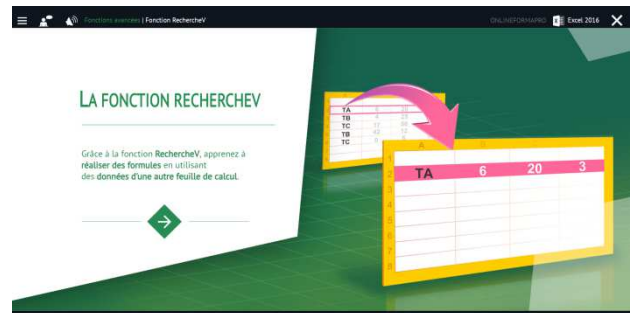 Fonctions avancées | Fonction RechercheV
ONLINEFORMAPRO
Excel 2016
LA FONCTION RECHERCHEV
Grâce à la fonction RechercheV, apprenez à
réaliser des formules en utilisant
des données d'une autre feuille de calcul.
TA
TB
TC
TB
TC
A
1
2 TA 6 20 3
3
4
5
6
7
8